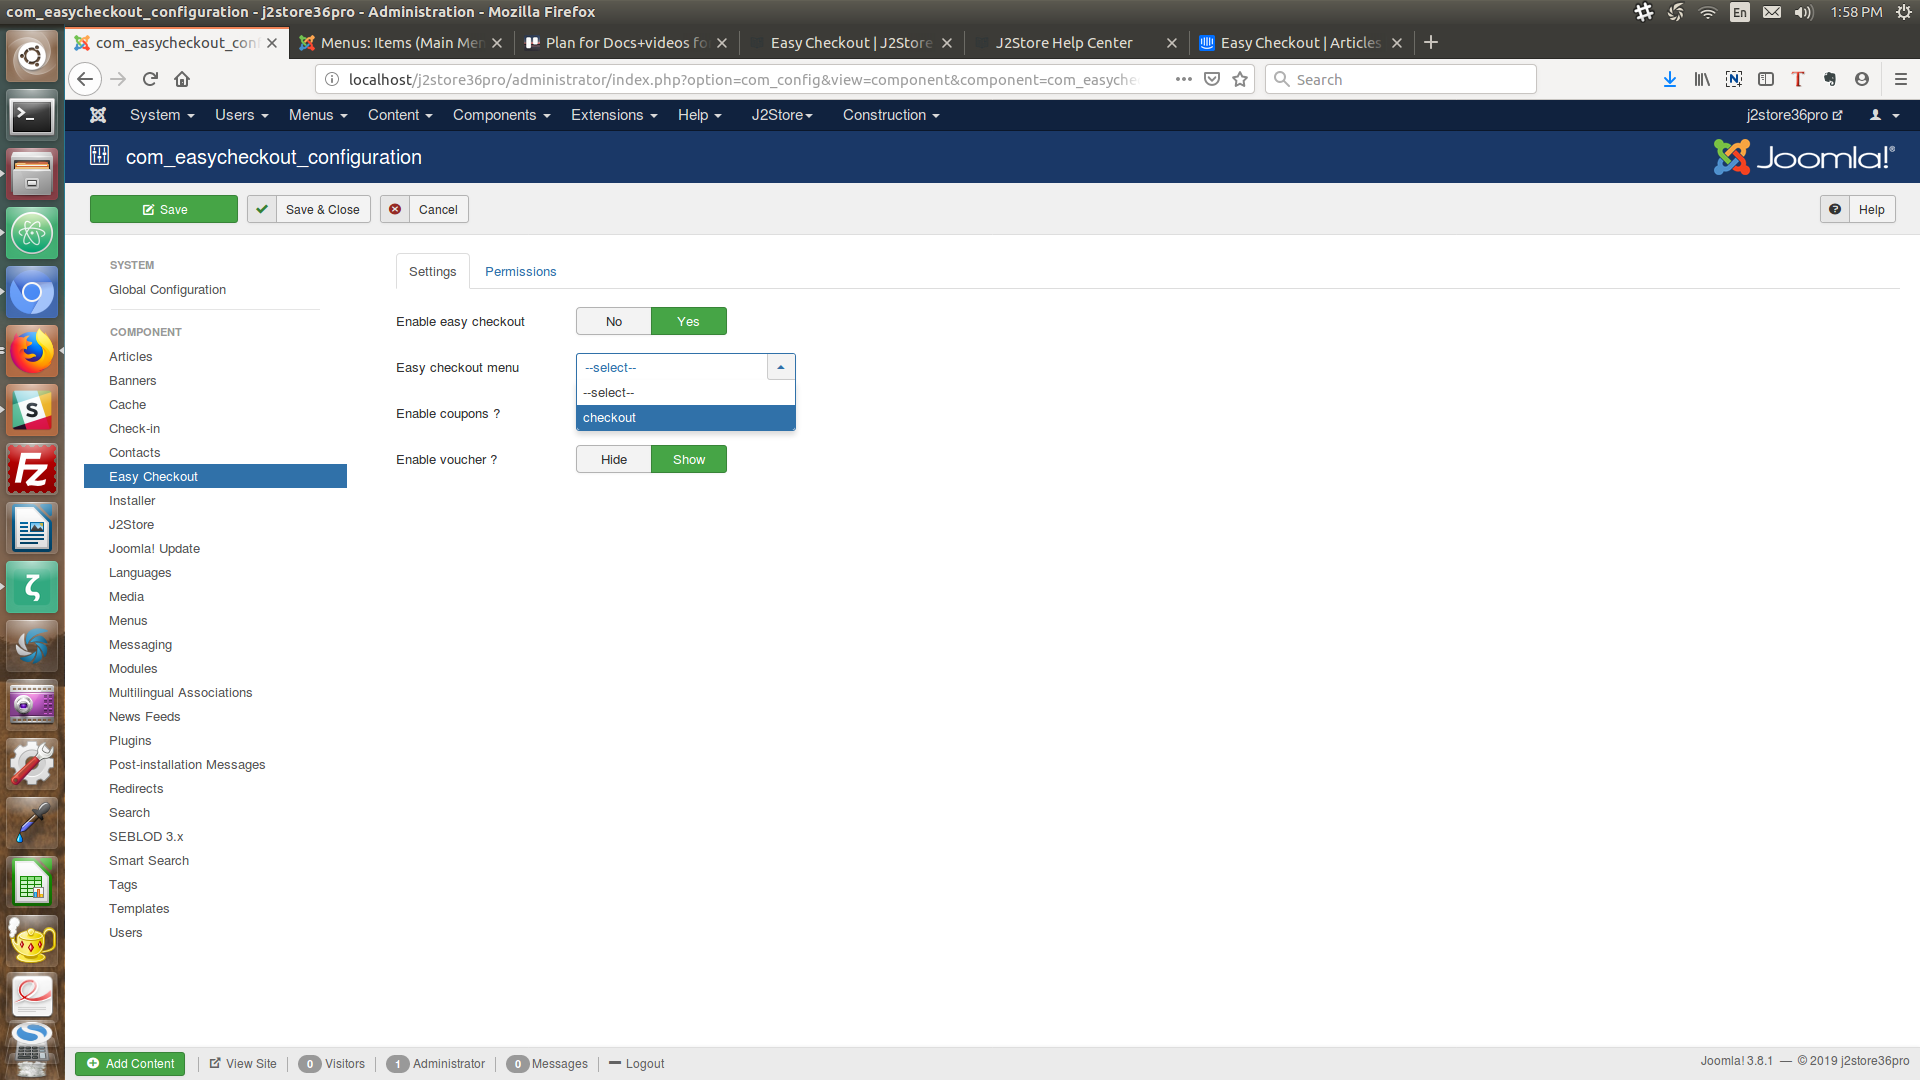 com_easycheckout_configuration - j2store36pro - Administration - Mozilla Firefox
En
1:58 PM
com_easycheckout_con
Menus: Items (Main Men
Plan for Docs+videos fo
Easy Checkout | J2Store
J2Store Help Center
Easy Checkout | Articles
localhost/j2store36pro/administrator/index.php?option=com_config&view=component&component=com_easyche
Search
System
Users
Menus
Content
Components
Extensions
Help
J2Store
Construction
j2store36pro
com_easycheckout_configuration
Joomla!®
Save
Save & Close
Cancel
Help
SYSTEM
Global Configuration
COMPONENT
Articles
Banners
Cache
Check-in
Contacts
Easy Checkout
Installer
J2Store
Joomla! Update
Languages
Media
Menus
Messaging
Modules
Multilingual Associations
News Feeds
Plugins
Post-installation Messages
Redirects
Search
SEBLOD 3.x
Smart Search
Tags
Templates
Users
Settings
Permissions
Enable easy checkout
No
Yes
Easy checkout menu
--select--
--select--
checkout
Enable coupons ?
Enable voucher ?
Hide
Show
Add Content
View Site
0 Visitors
1 Administrator
0 Messages
Logout
Joomla! 3.8.1 — © 2019 j2store36pro